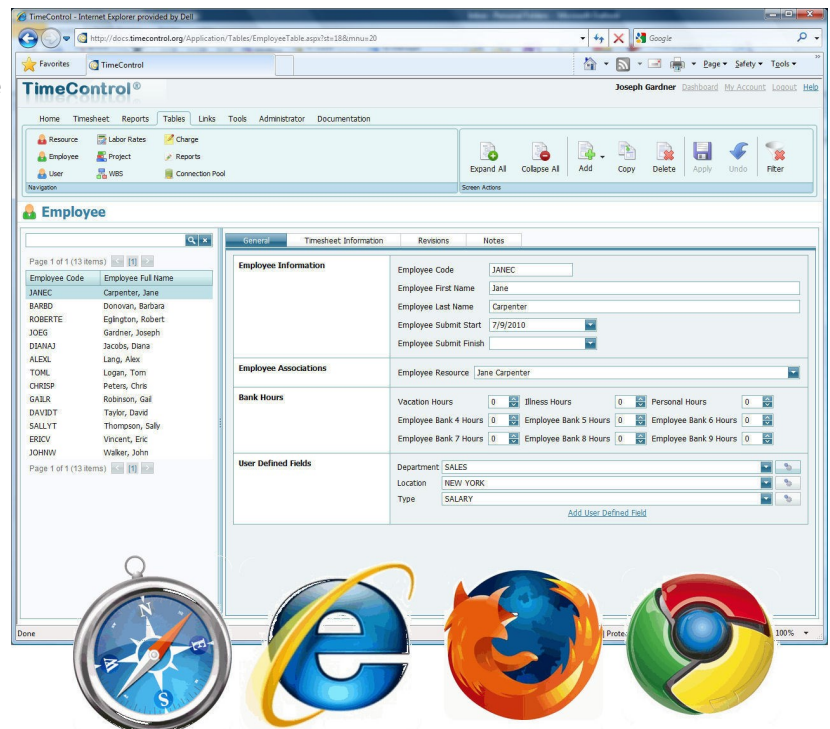 TimeControl - Internet Explorer provided by Dell
http://docs.timecontrol.org/Application/Tables/EmployeeTable.aspx?st=18&mnu=20
Google
Favorites TimeControl Page Safety Tools »
TimeControl® Joseph Gardner Dashboard My Account Logout Help
Home Timesheet Reports Tables Links Tools Administrator Documentation
Resource Labor Rates Charge
Employee Project Reports
User WBS Connection Pool
Expand All Collapse All Add Copy Delete Apply Undo Filter
Navigation Screen Actions
Employee
General Timesheet Information Revisions Notes
Page 1 of 1 (13 items) [1]
Employee Code Employee Full Name
JANEC Carpenter, Jane
BARBD Donovan, Barbara
ROBERTE Eglington, Robert
JOEG Gardner, Joseph
DIANAJ Jacobs, Diana
ALEXL Lang, Alex
TOML Logan, Tom
CHRISP Peters, Chris
GAILR Robinson, Gail
DAVIDT Taylor, David
SALLYT Thompson, Sally
ERICV Vincent, Eric
JOHNW Walker, John
Page 1 of 1 (13 items) [1]
Employee Information
Employee Code JANEC
Employee First Name Jane
Employee Last Name Carpenter
Employee Submit Start 7/9/2010
Employee Submit Finish
Employee Associations
Employee Resource Jane Carpenter
Bank Hours
Vacation Hours 0 Illness Hours 0 Personal Hours 0
Employee Bank 4 Hours 0 Employee Bank 5 Hours 0 Employee Bank 6 Hours 0
Employee Bank 7 Hours 0 Employee Bank 8 Hours 0 Employee Bank 9 Hours 0
User Defined Fields
Department SALES
Location NEW YORK
Type SALARY
Add User Defined Field
Done 100%
N
E
S
W